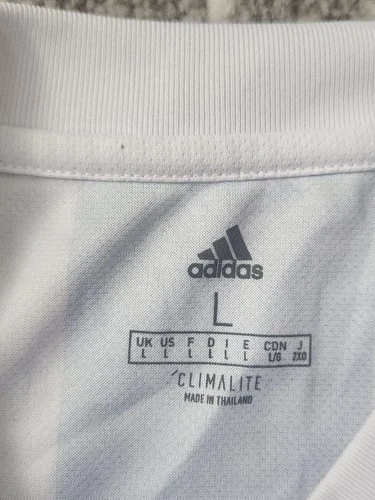 adidas
L
UK US F D I E CDN J
L L L L L L L/G 2XO
CLIMALITE
MADE IN THAILAND